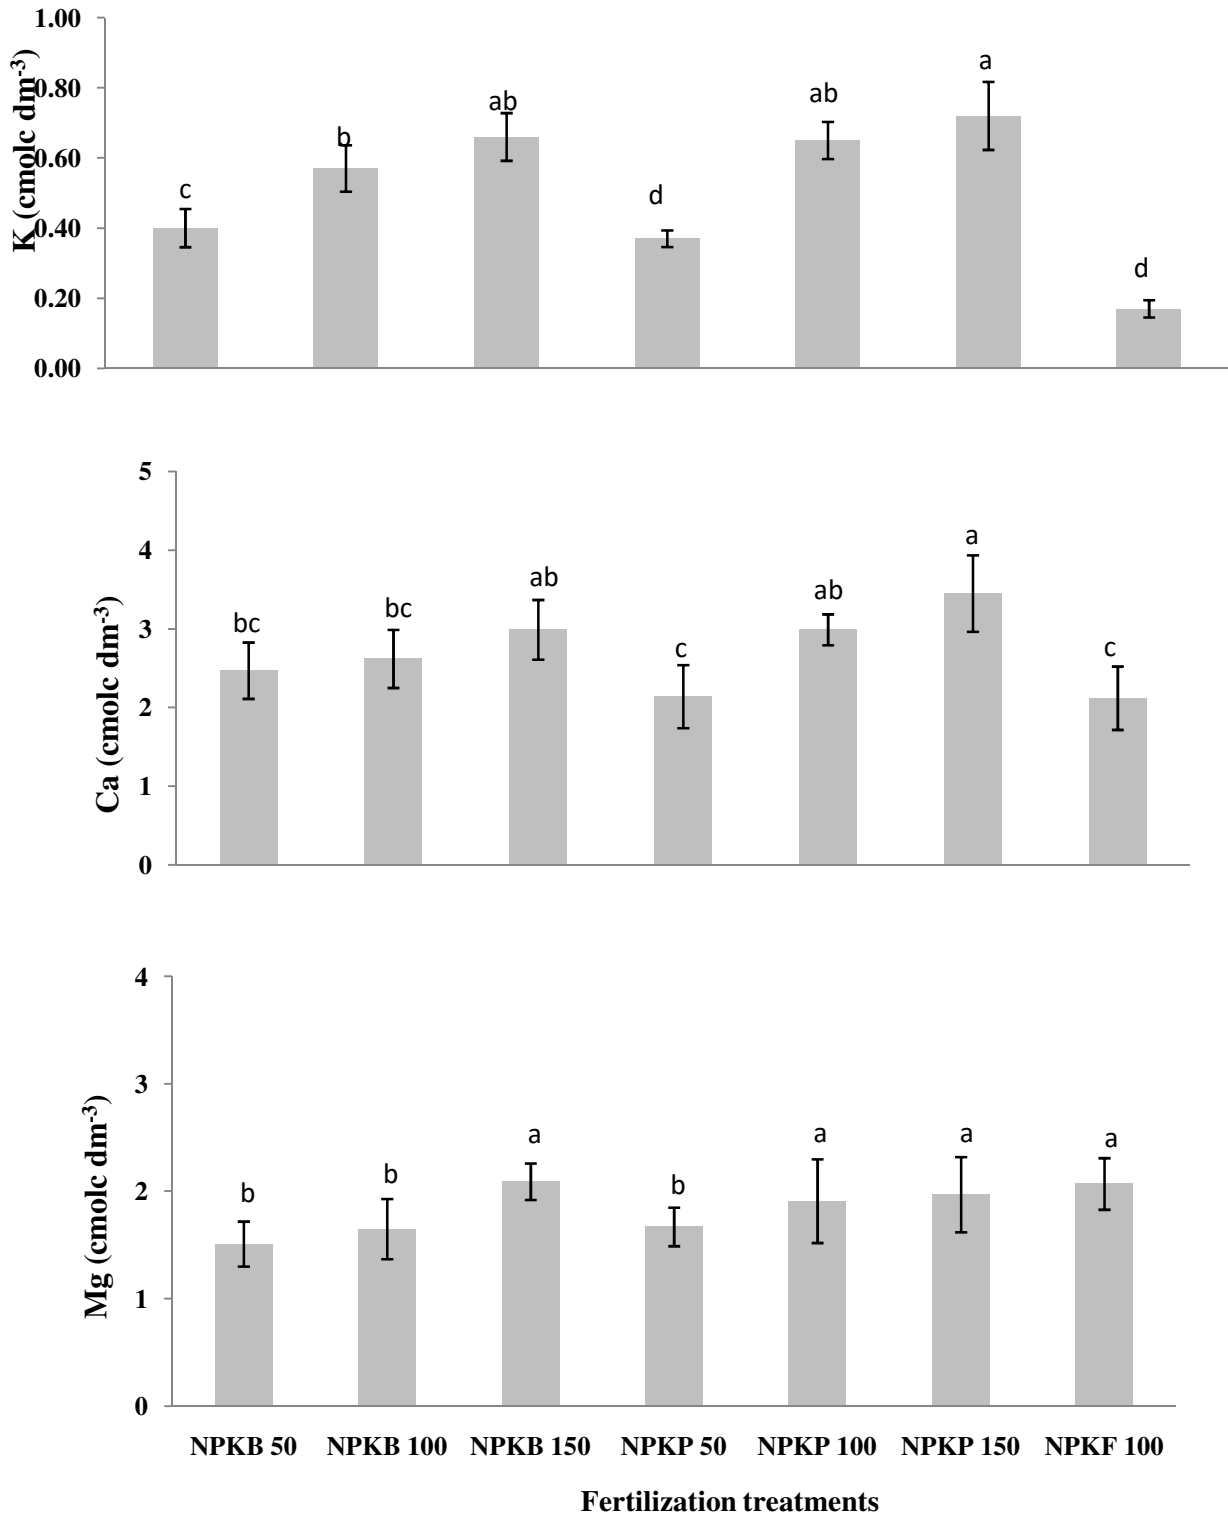 1.00
0.80
0.60
0.40
0.20
0.00
K (cmolc dm-3)
c
b
ab
d
ab
a
d
5
4
3
2
1
0
Ca (cmolc dm-3)
bc
bc
ab
c
ab
a
c
4
3
2
1
0
Mg (cmolc dm-3)
b
b
a
b
a
a
a
NPKB 50 NPKB 100 NPKB 150 NPKP 50 NPKP 100 NPKP 150 NPKF 100
Fertilization treatments